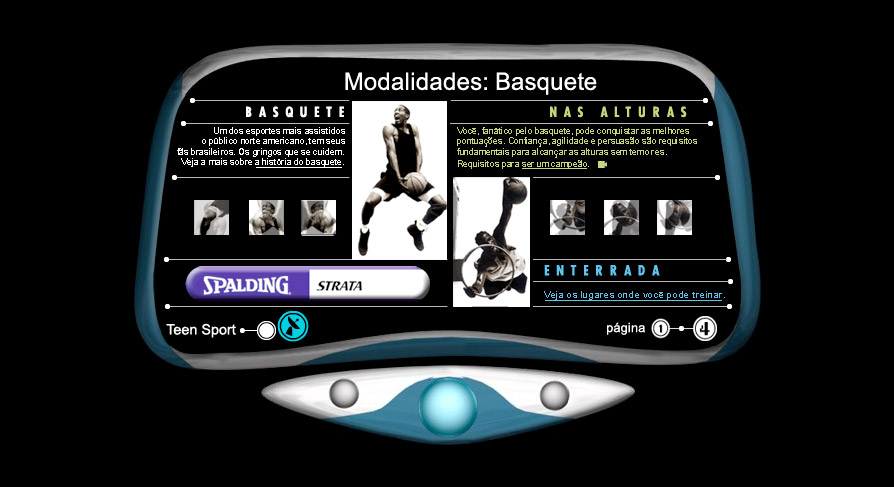 Modalidades: Basquete
BASQUETE
Um dos esportes mais assistidos
o público norte americano, tem seus
fãs brasileiros. Os gringos que se cuidem.
Veja a mais sobre a história do basquete.
NAS ALTURAS
Você, fanático pelo basquete, pode conquistar as melhores
pontuações. Confiança, agilidade e persuasão são requisitos
fundamentais para alcançar as alturas sem temores.
Requisitos para ser um campeão.
SPALDING STRATA
ENTERRADA
Veja os lugares onde você pode treinar.
Teen Sport
página 1 4